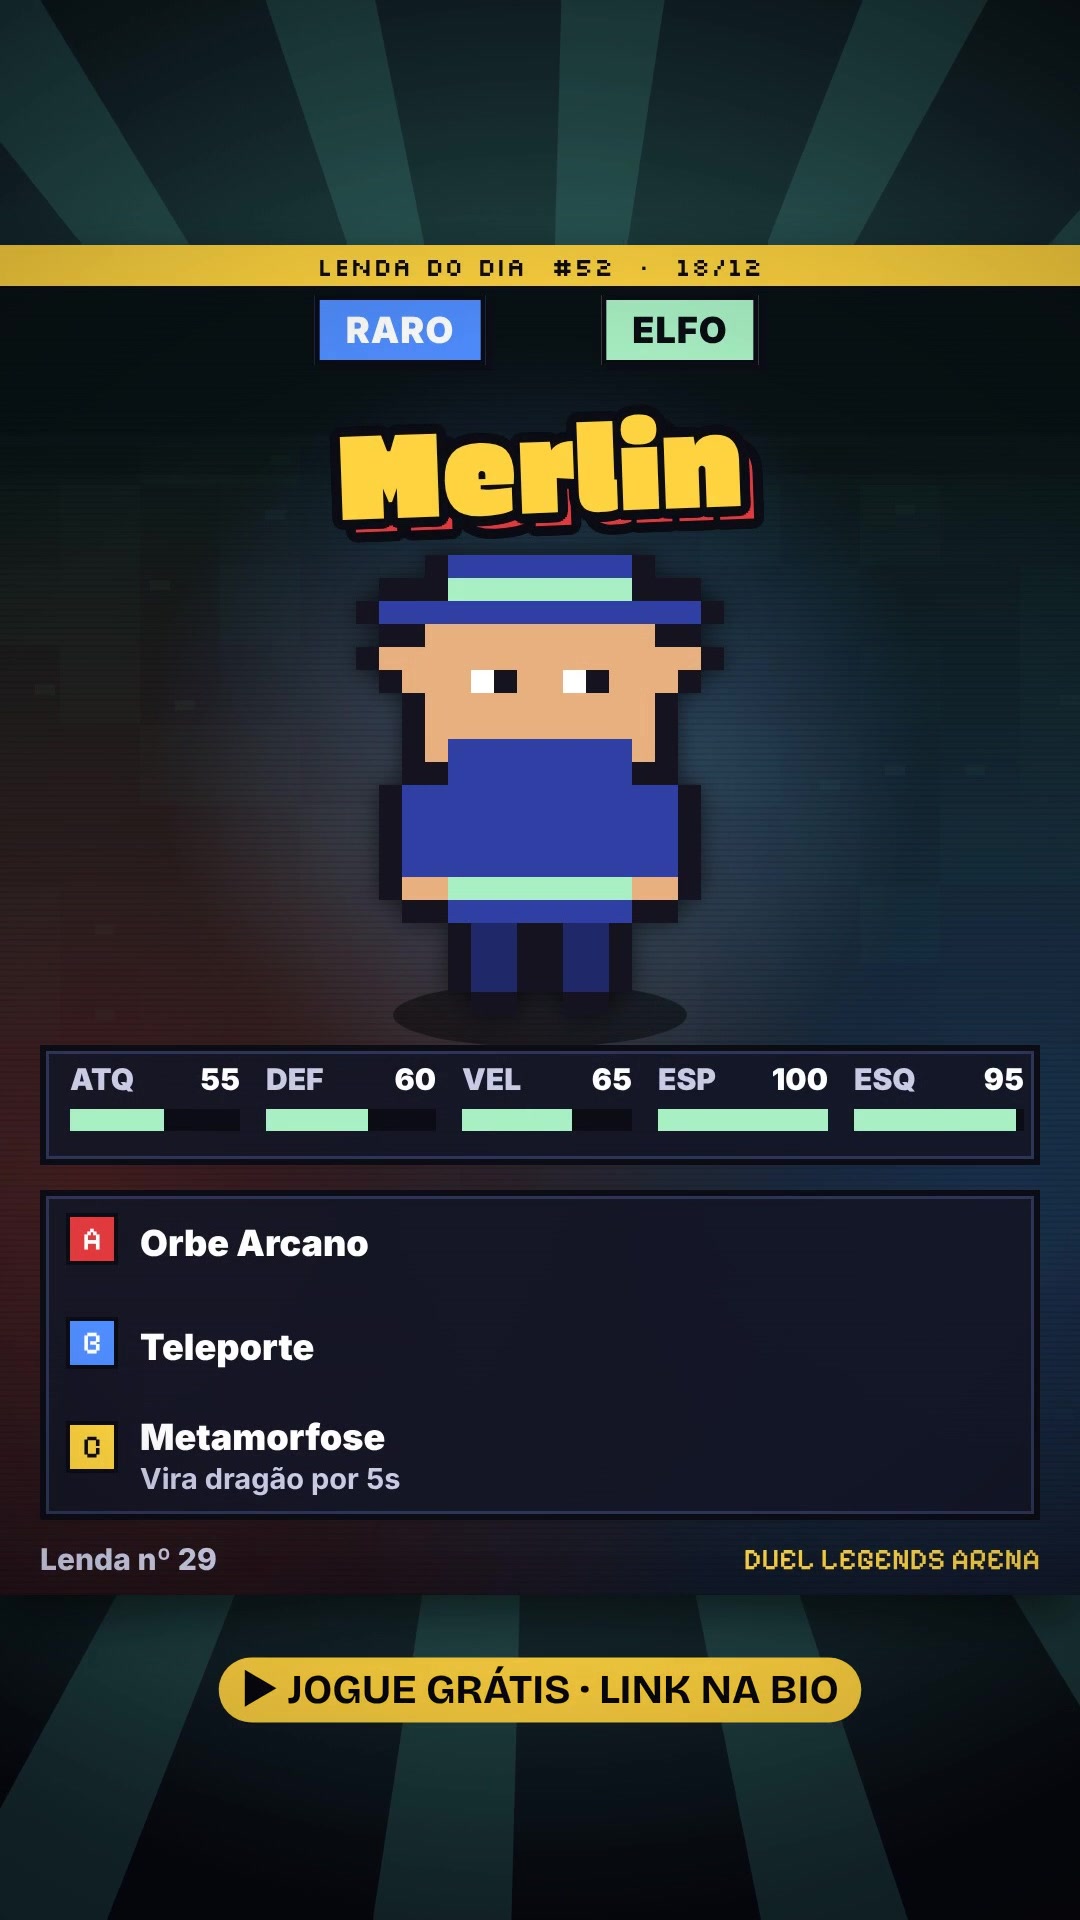 LENDA DO DIA #52 · 18/12
RARO
ELFO
Merlin
ATQ 55 DEF 60 VEL 65 ESP 100 ESQ 95
A Orbe Arcano
B Teleporte
C Metamorfose
Vira dragão por 5s
Lenda nº 29
DUEL LEGENDS ARENA
▶ JOGUE GRÁTIS · LINK NA BIO